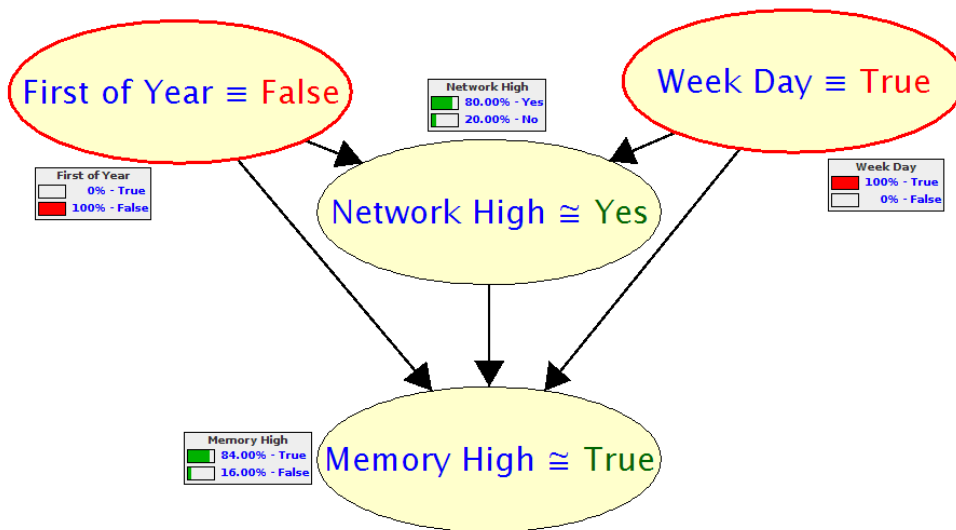 First of Year ≡ False
Week Day ≡ True
Network High
80.00% - Yes
20.00% - No
First of Year
0% - True
100% - False
Week Day
100% - True
0% - False
Network High ≅ Yes
Memory High
84.00% - True
16.00% - False
Memory High ≅ True